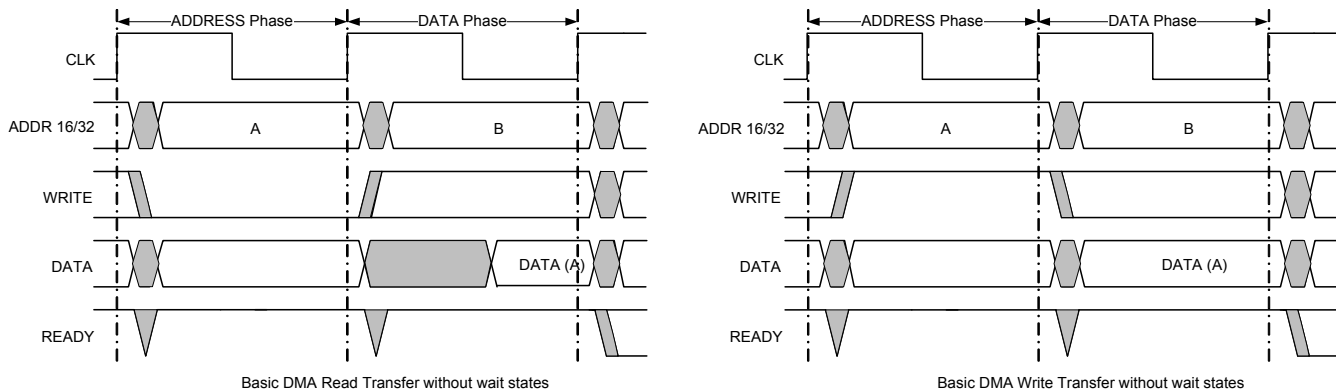 ADDRESS Phase DATA Phase
CLK
ADDR 16/32 A B
WRITE
DATA DATA (A)
READY
Basic DMA Read Transfer without wait states
ADDRESS Phase DATA Phase
CLK
ADDR 16/32 A B
WRITE
DATA DATA (A)
READY
Basic DMA Write Transfer without wait states